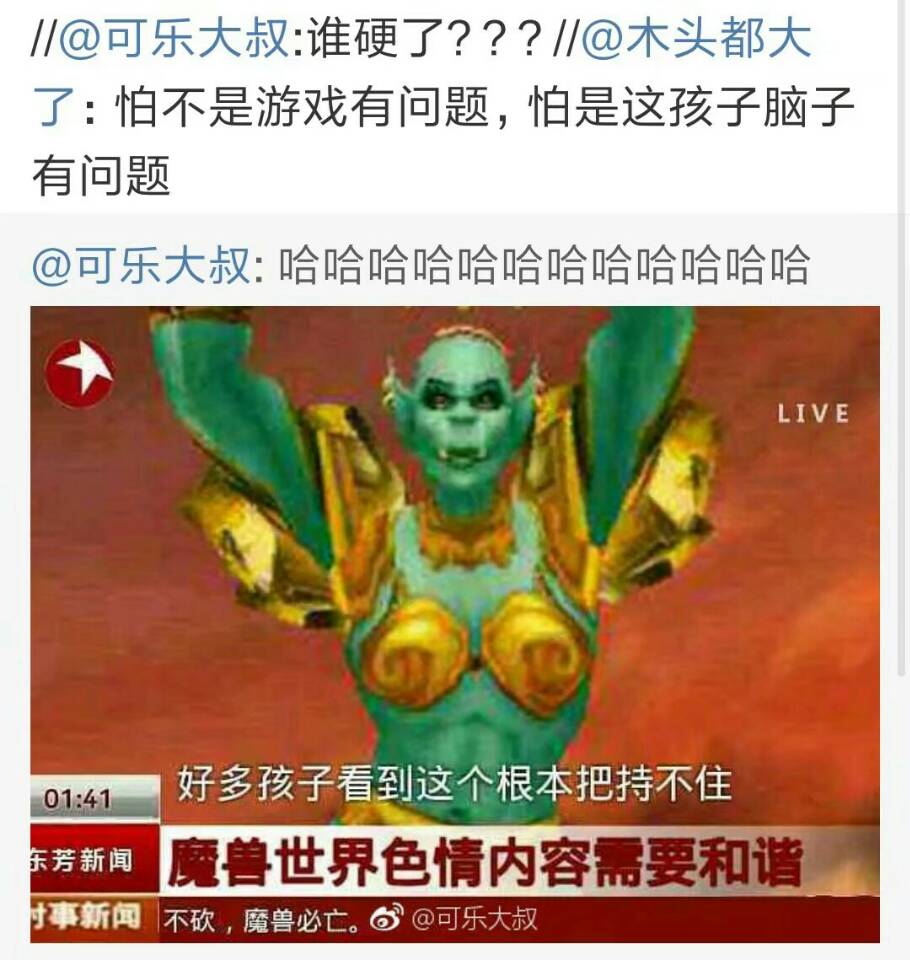 //@可乐大叔:谁硬了???//@木头都大
了:怕不是游戏有问题,怕是这孩子脑子
有问题
@可乐大叔: 哈哈哈哈哈哈哈哈哈哈哈哈
LIVE
好多孩子看到这个根本把持不住
01:41
东芳新闻
魔兽世界色情内容需要和谐
时事新闻
不砍，魔兽必亡。
@可乐大叔